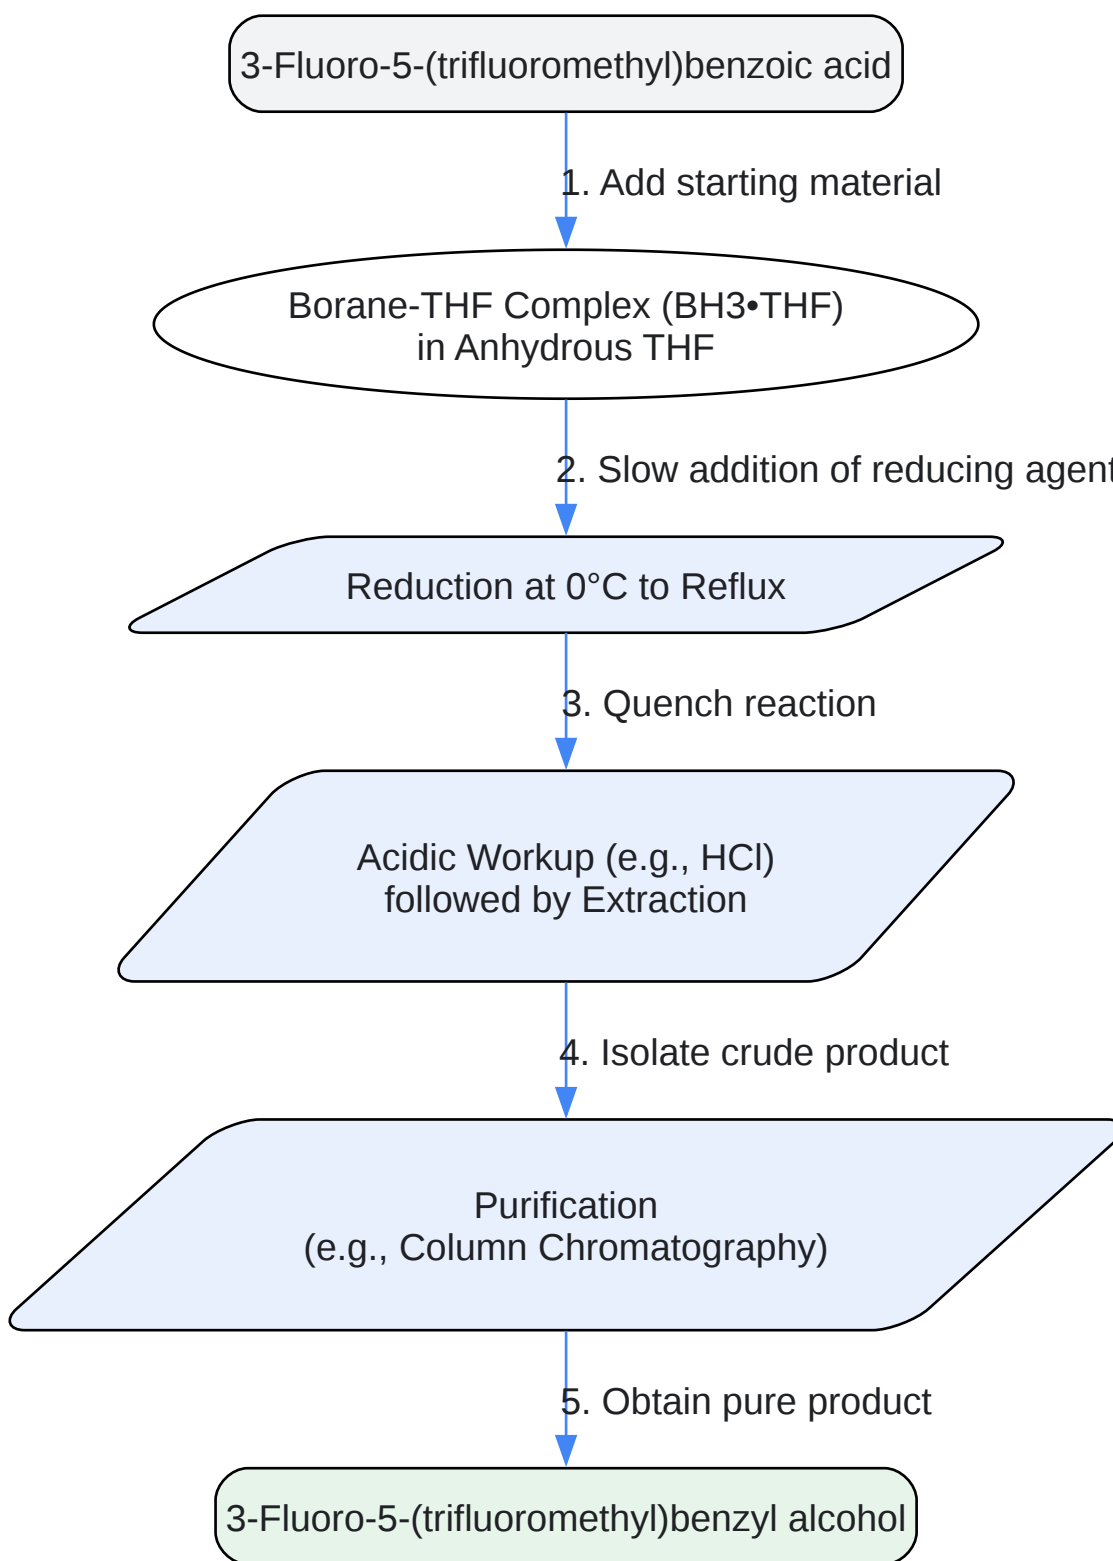 3-Fluoro-5-(trifluoromethyl)benzoic acid
1. Add starting material
Borane-THF Complex (BH3•THF)
in Anhydrous THF
2. Slow addition of reducing agent
Reduction at 0°C to Reflux
3. Quench reaction
Acidic Workup (e.g., HCl)
followed by Extraction
4. Isolate crude product
Purification
(e.g., Column Chromatography)
5. Obtain pure product
3-Fluoro-5-(trifluoromethyl)benzyl alcohol